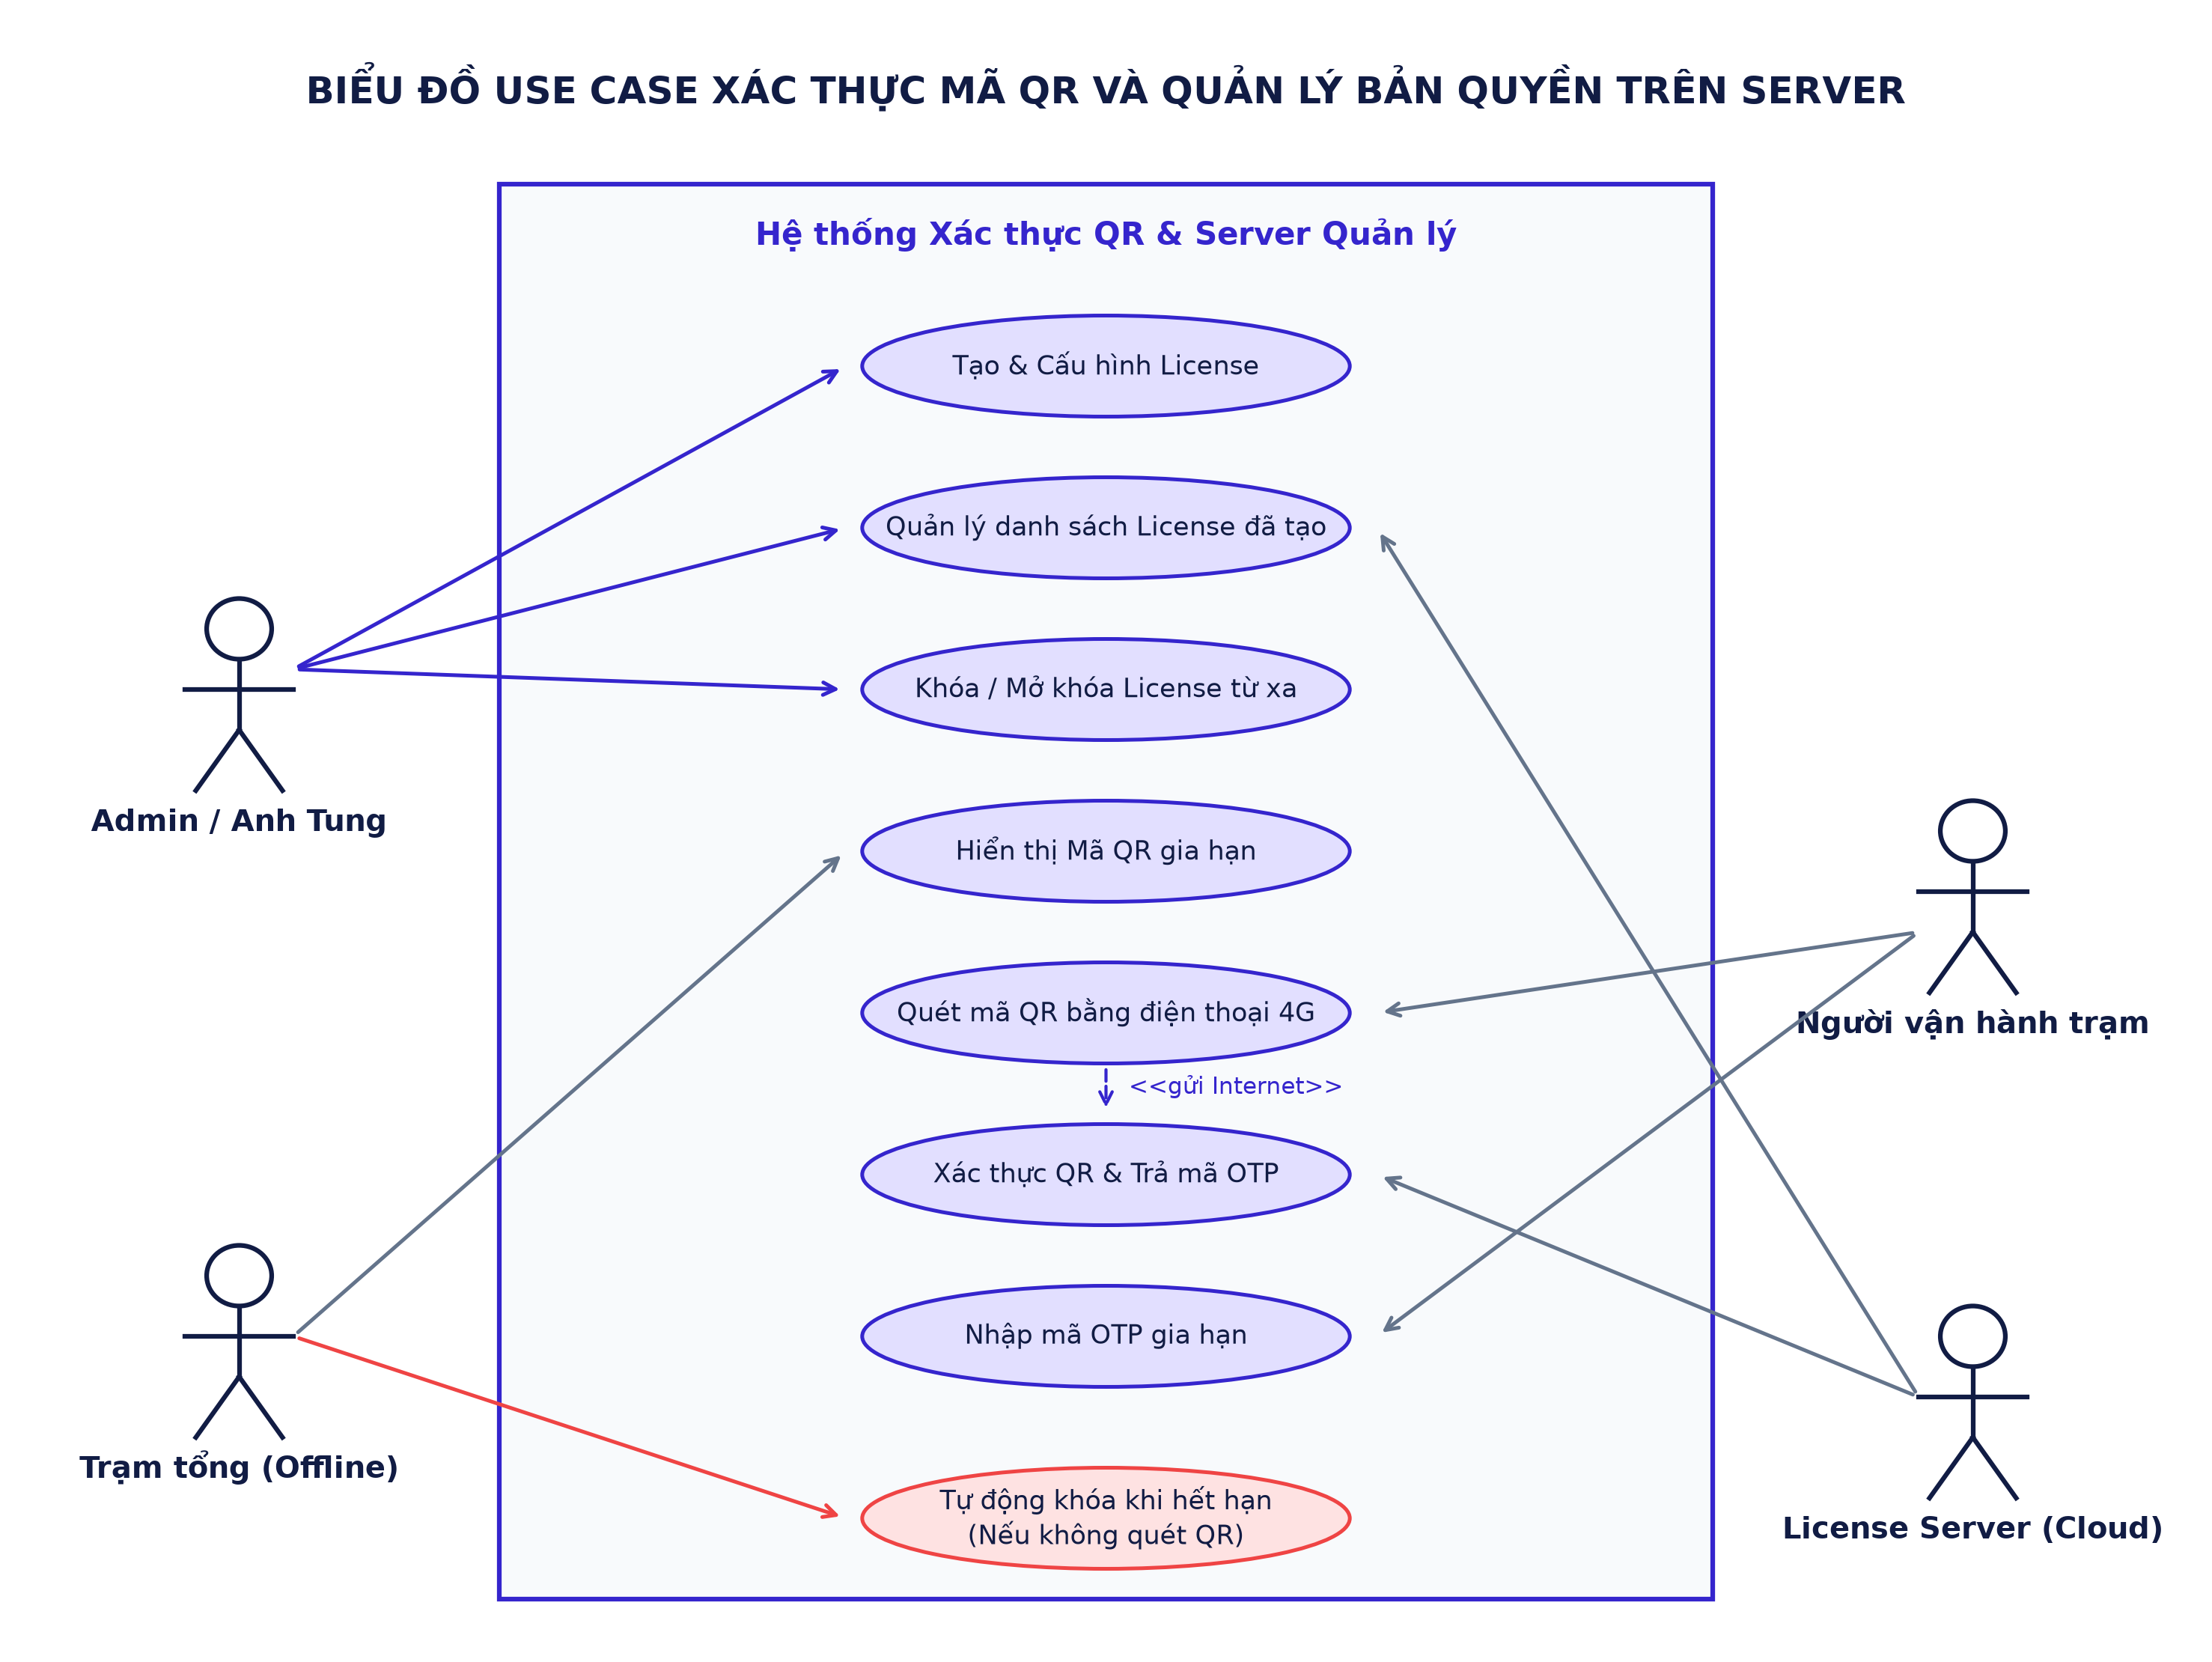 BIỂU ĐỒ USE CASE XÁC THỰC MÃ QR VÀ QUẢN LÝ BẢN QUYỀN TRÊN SERVER
Hệ thống Xác thực QR & Server Quản lý
Tạo & Cấu hình License
Quản lý danh sách License đã tạo
Khóa / Mở khóa License từ xa
Admin / Anh Tung
Hiển thị Mã QR gia hạn
Quét mã QR bằng điện thoại 4G
Người vận hành trạm
<<gửi Internet>>
Xác thực QR & Trả mã OTP
Nhập mã OTP gia hạn
Trạm tổng (Offline)
Tự động khóa khi hết hạn
(Nếu không quét QR)
License Server (Cloud)